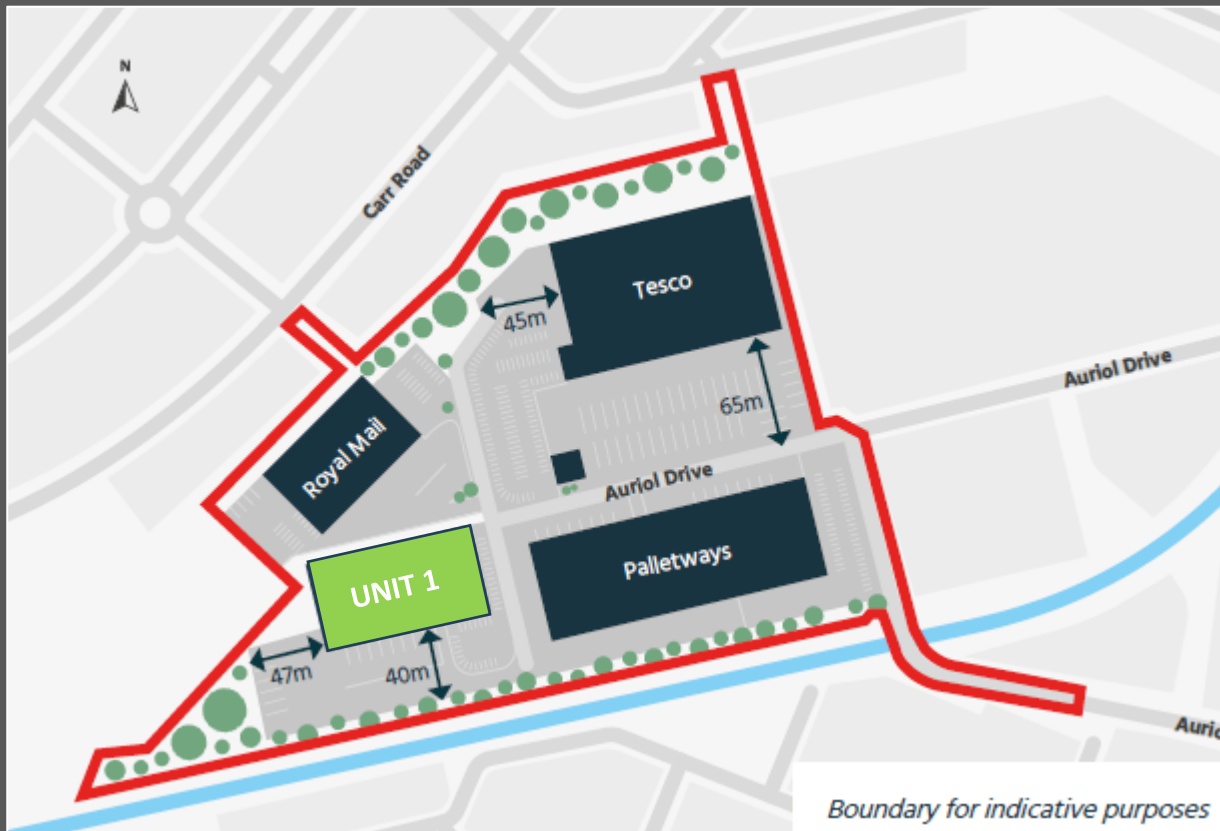 N
Carr Road
Tesco
45m
65m
Auriol Drive
Royal Mail
Auriol Drive
Palletways
UNIT 1
47m
40m
Boundary for indicative purposes